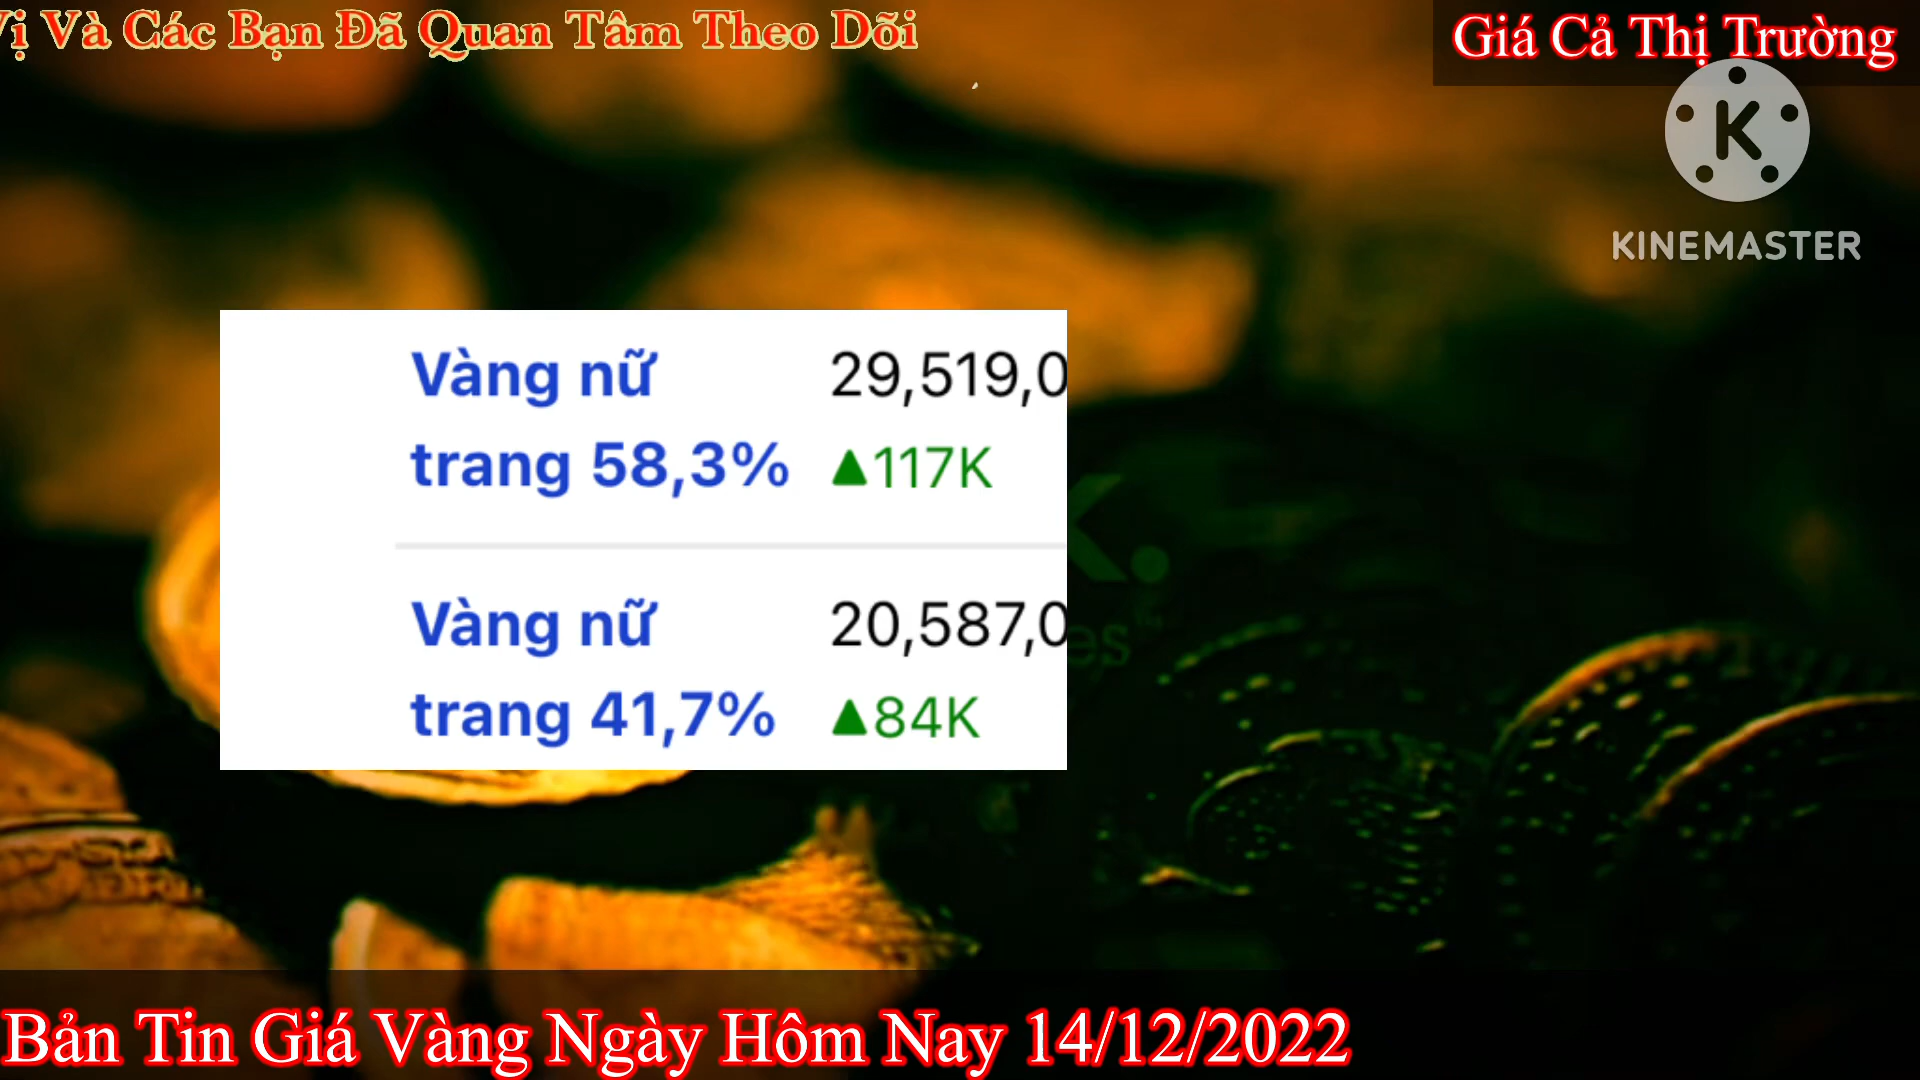 Vị Và Các Bạn Đã Quan Tâm Theo Dõi
Giá Cả Thị Trường
K
KINEMASTER
Vàng nữ 29,519,0
trang 58,3% ▲117K
Vàng nữ 20,587,0
trang 41,7% ▲84K
Bản Tin Giá Vàng Ngày Hôm Nay 14/12/2022